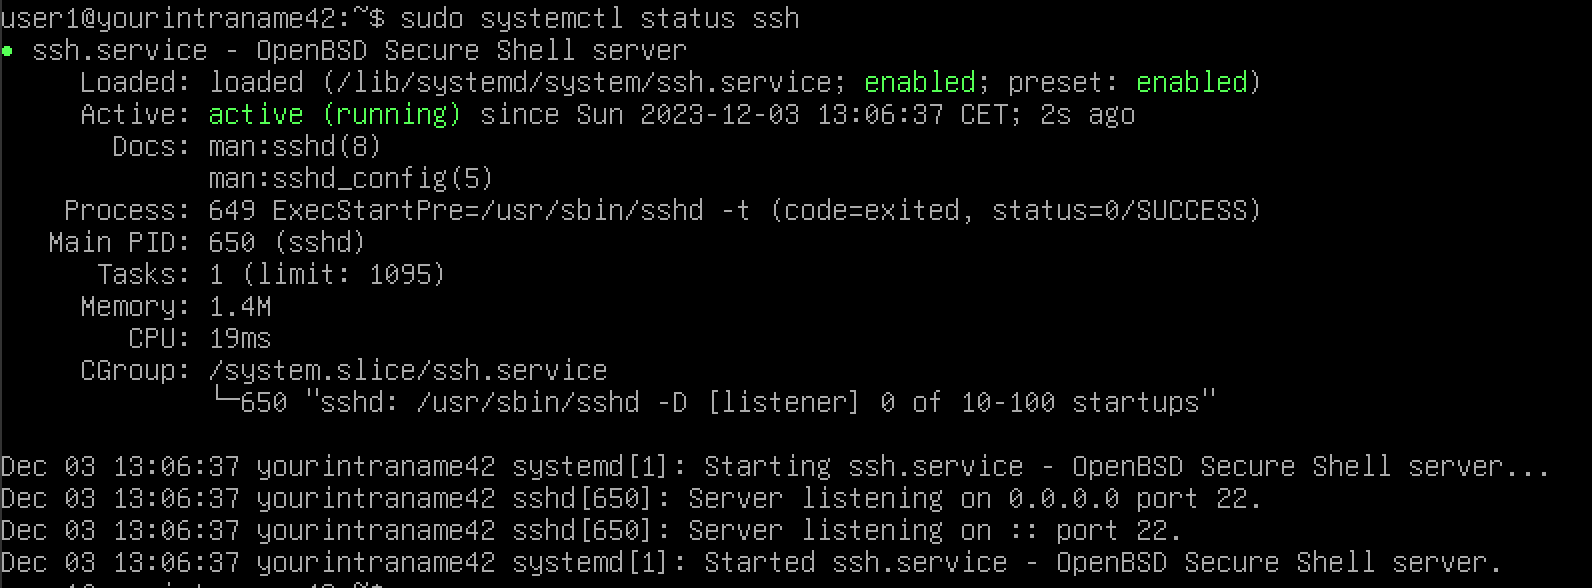 user1@yourintraname42:~$ sudo systemctl status ssh
● ssh.service - OpenBSD Secure Shell server
     Loaded: loaded (/lib/systemd/system/ssh.service; enabled; preset: enabled)
     Active: active (running) since Sun 2023-12-03 13:06:37 CET; 2s ago
       Docs: man:sshd(8)
             man:sshd_config(5)
    Process: 649 ExecStartPre=/usr/sbin/sshd -t (code=exited, status=0/SUCCESS)
   Main PID: 650 (sshd)
      Tasks: 1 (limit: 1095)
     Memory: 1.4M
        CPU: 19ms
     CGroup: /system.slice/ssh.service
             └─650 "sshd: /usr/sbin/sshd -D [listener] 0 of 10-100 startups"

Dec 03 13:06:37 yourintraname42 systemd[1]: Starting ssh.service - OpenBSD Secure Shell server...
Dec 03 13:06:37 yourintraname42 sshd[650]: Server listening on 0.0.0.0 port 22.
Dec 03 13:06:37 yourintraname42 sshd[650]: Server listening on :: port 22.
Dec 03 13:06:37 yourintraname42 systemd[1]: Started ssh.service - OpenBSD Secure Shell server.